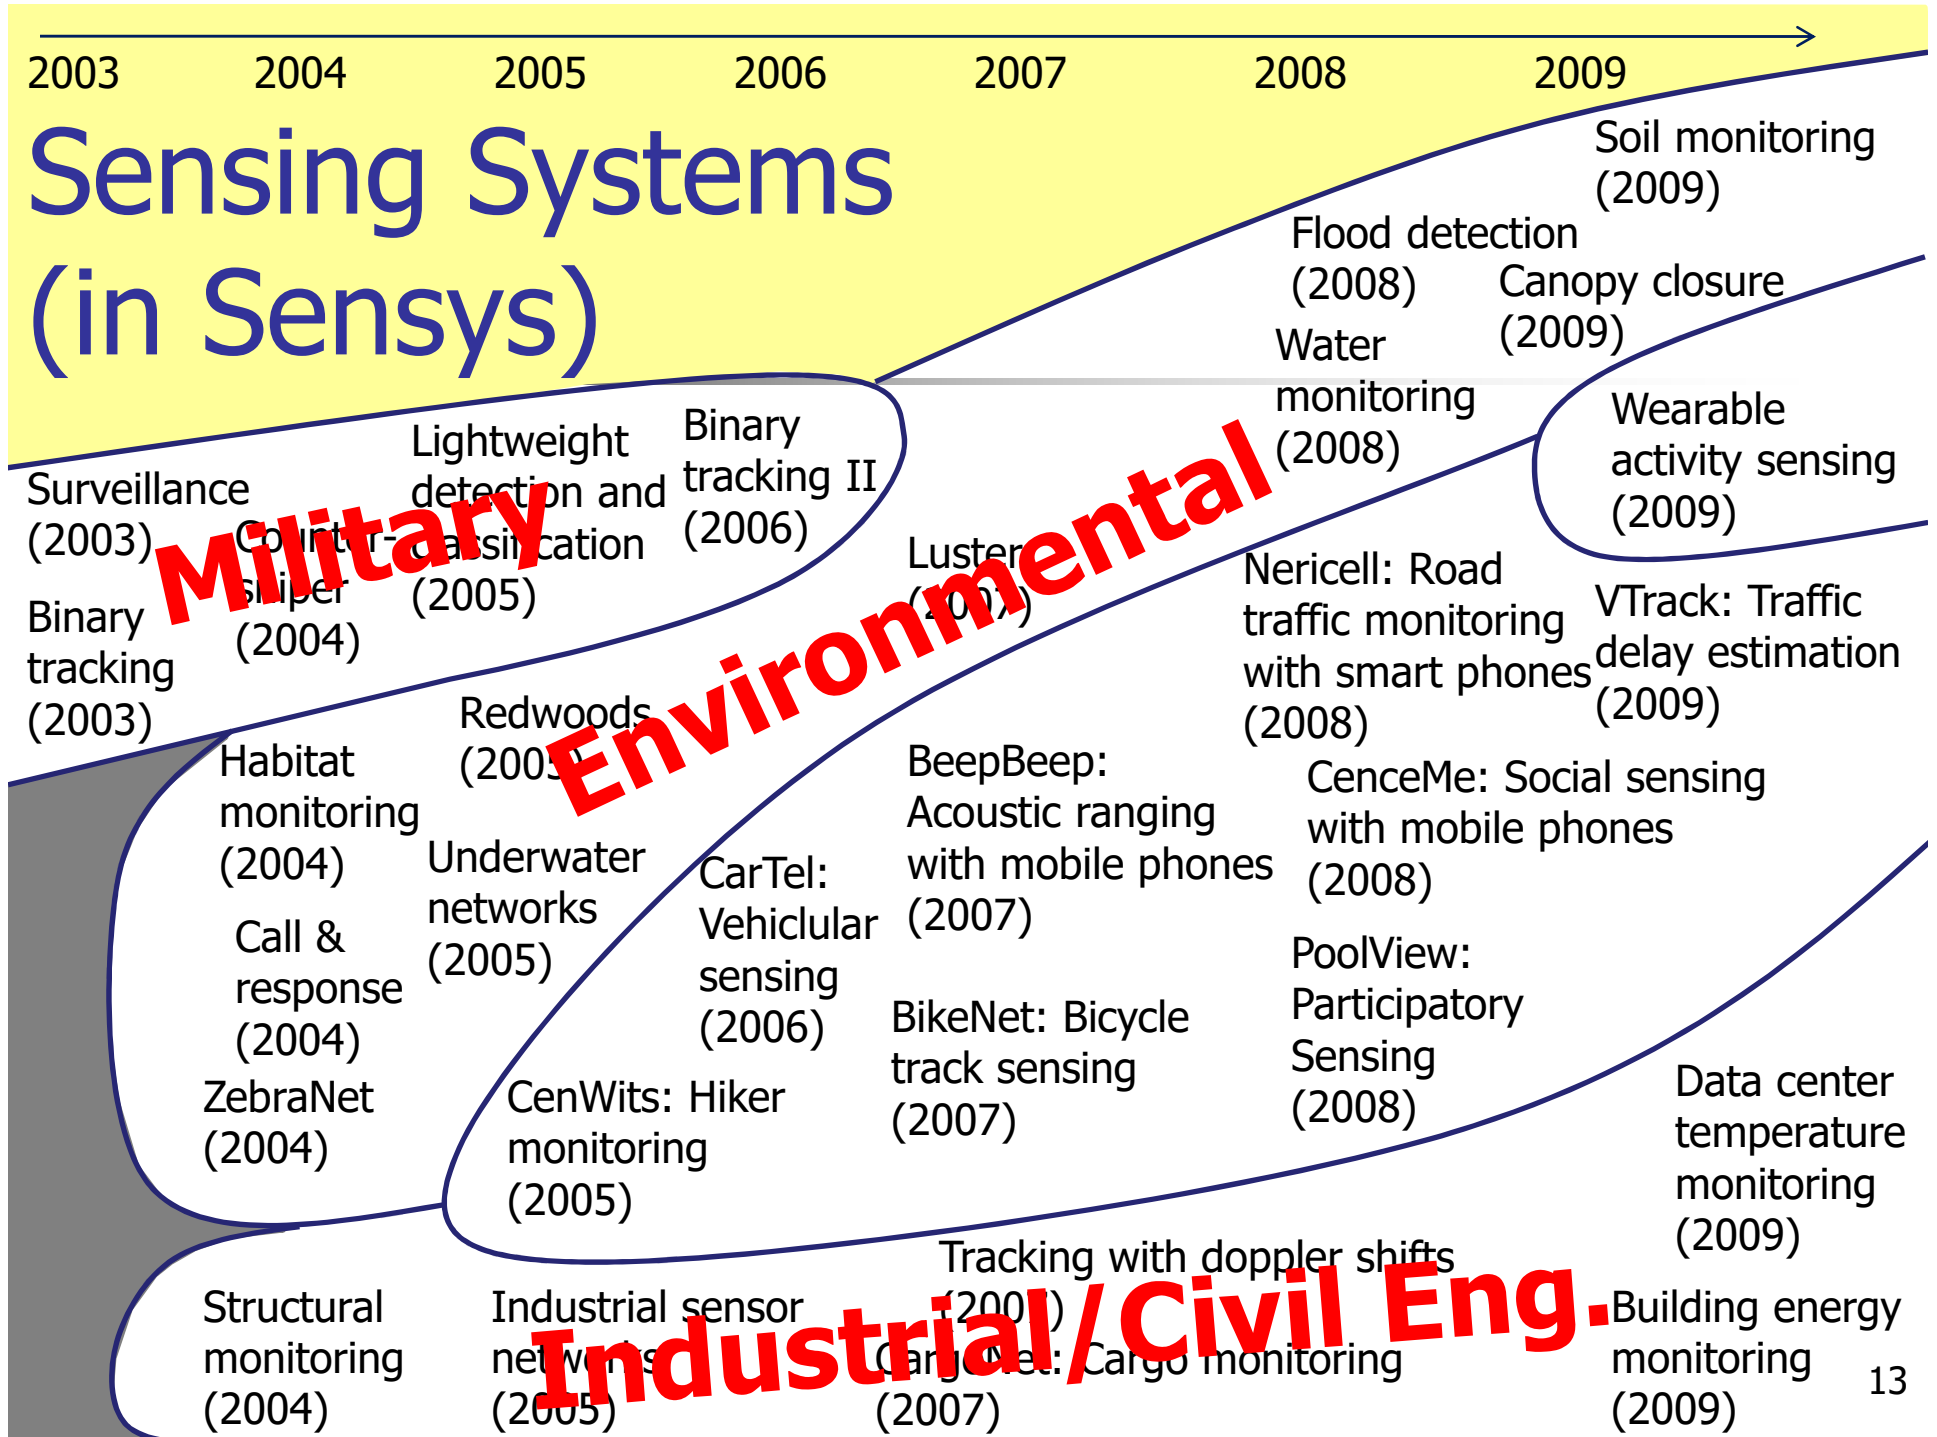 2003 2004 2005 2006 2007 2008 2009
Sensing Systems
(in Sensys)
Soil monitoring
(2009)
Flood detection
(2008)
Canopy closure
(2009)
Water
monitoring
(2008)
Wearable
activity sensing
(2009)
Surveillance
(2003)
Binary
tracking
(2003)
Counter-
sniper
(2004)
Lightweight
detection and
classification
(2005)
Binary
tracking II
(2006)
Military
Environmental
Luster
(2007)
Nericell: Road
traffic monitoring
with smart phones
(2008)
VTrack: Traffic
delay estimation
(2009)
Habitat
monitoring
(2004)
Redwoods
(2005)
Underwater
networks
(2005)
Call &
response
(2004)
ZebraNet
(2004)
CarTel:
Vehiclular
sensing
(2006)
BeepBeep:
Acoustic ranging
with mobile phones
(2007)
CenceMe: Social sensing
with mobile phones
(2008)
BikeNet: Bicycle
track sensing
(2007)
PoolView:
Participatory
Sensing
(2008)
CenWits: Hiker
monitoring
(2005)
Data center
temperature
monitoring
(2009)
Structural
monitoring
(2004)
Industrial sensor
networks
(2005)
Tracking with doppler shifts
(2007)
CargoNet: Cargo monitoring
(2007)
Industrial/Civil Eng.
Building energy
monitoring
(2009)
13